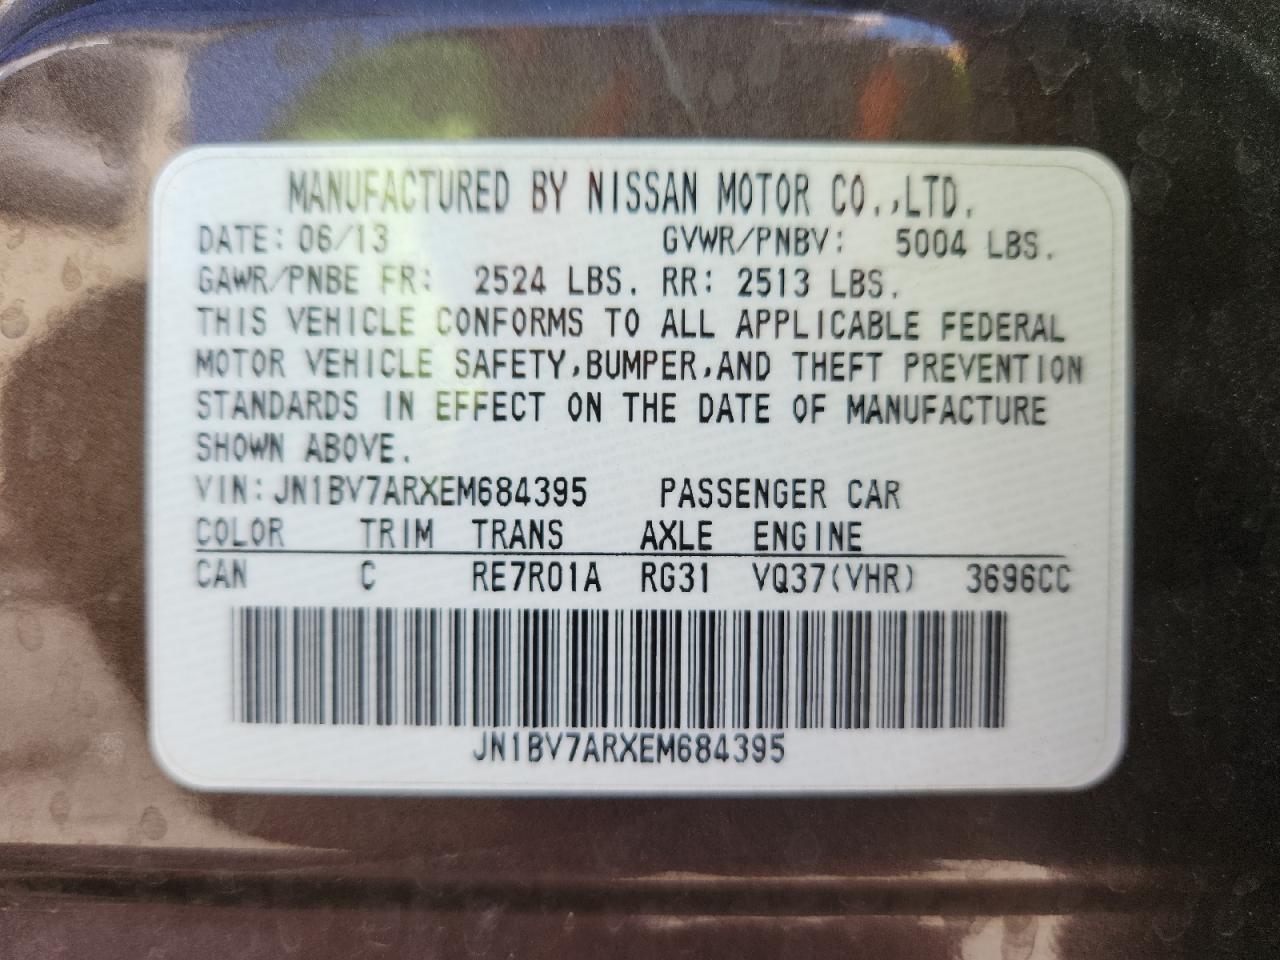 MANUFACTURED BY NISSAN MOTOR CO.,LTD.
DATE: 06/13 GVWR/PNBV: 5004 LBS.
GAWR/PNBE FR: 2524 LBS. RR: 2513 LBS.
THIS VEHICLE CONFORMS TO ALL APPLICABLE FEDERAL
MOTOR VEHICLE SAFETY,BUMPER,AND THEFT PREVENTION
STANDARDS IN EFFECT ON THE DATE OF MANUFACTURE
SHOWN ABOVE.
VIN: JN1BV7ARXEM684395 PASSENGER CAR
COLOR TRIM TRANS AXLE ENGINE
CAN C RE7R01A RG31 VQ37(VHR) 3696CC
JN1BV7ARXEM684395